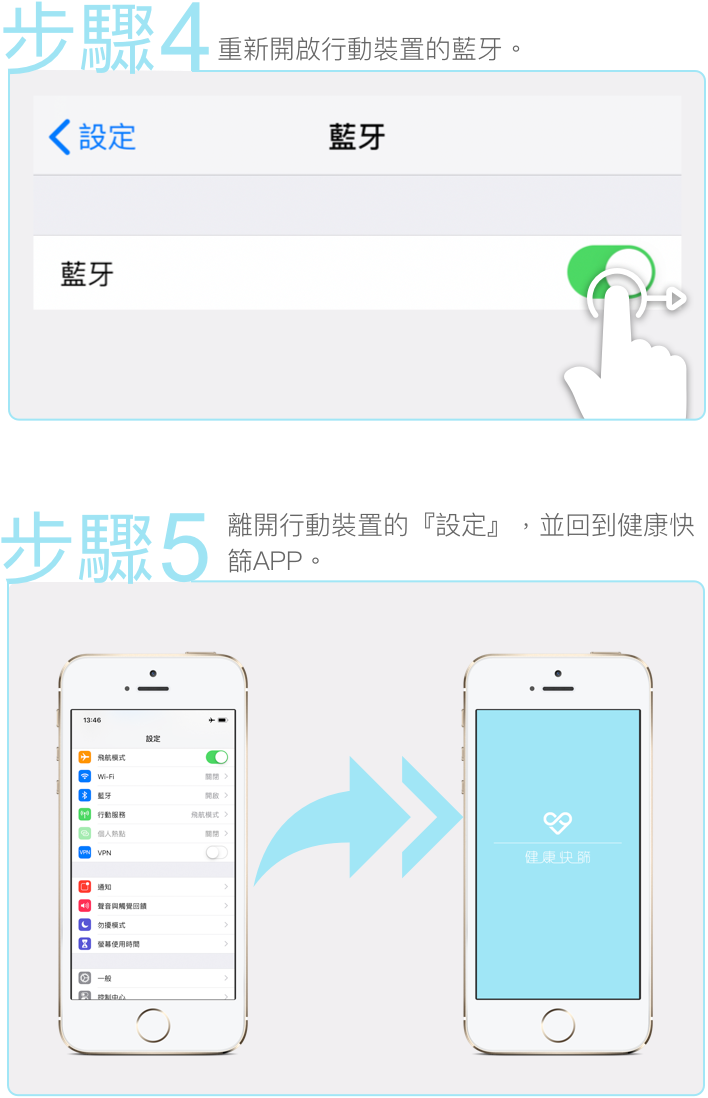 步驟4 重新開啟行動裝置的藍牙。
設定 藍牙
藍牙
步驟5 離開行動裝置的『設定』，並回到健康快
篩APP。
13:46
設定
飛航模式
Wi-Fi 關閉
藍牙 開啟
行動服務 飛航模式
個人熱點 關閉
VPN VPN
通知
聲音與觸覺回饋
勿擾模式
螢幕使用時間
一般
控制中心
健康快篩